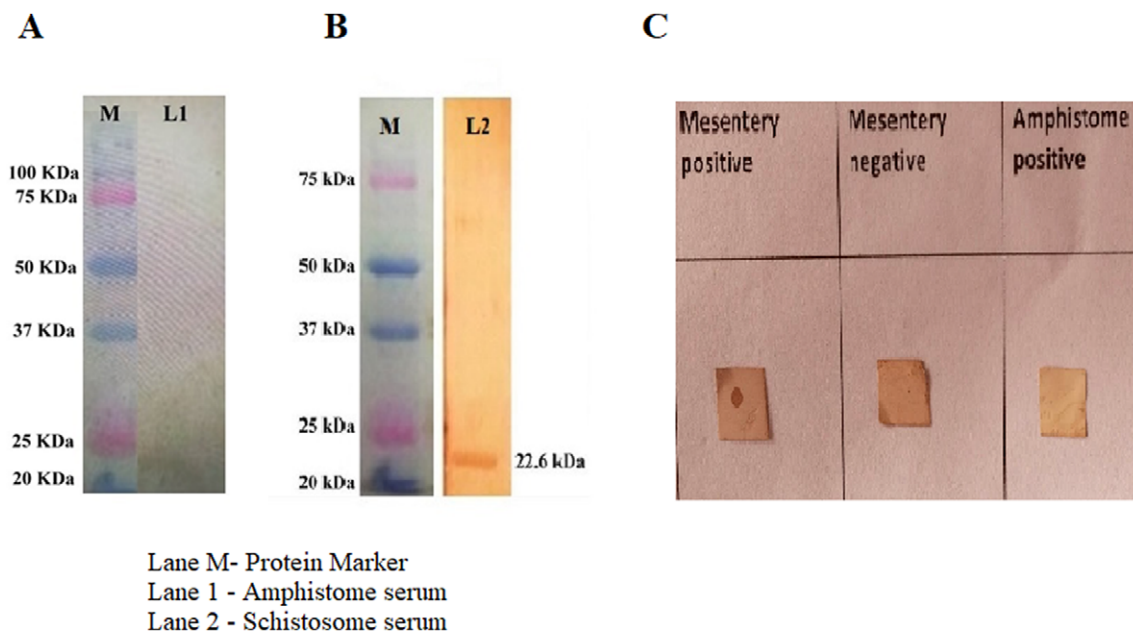 A
B
C
M
L1
100 KDa
75 KDa
50 KDa
37 KDa
25 KDa
20 KDa
M
L2
75 kDa
50 kDa
37 kDa
25 kDa
22.6 kDa
20 kDa
Mesentery
positive
Mesentery
negative
Amphistome
positive
Lane M- Protein Marker
Lane 1 - Amphistome serum
Lane 2 - Schistosome serum